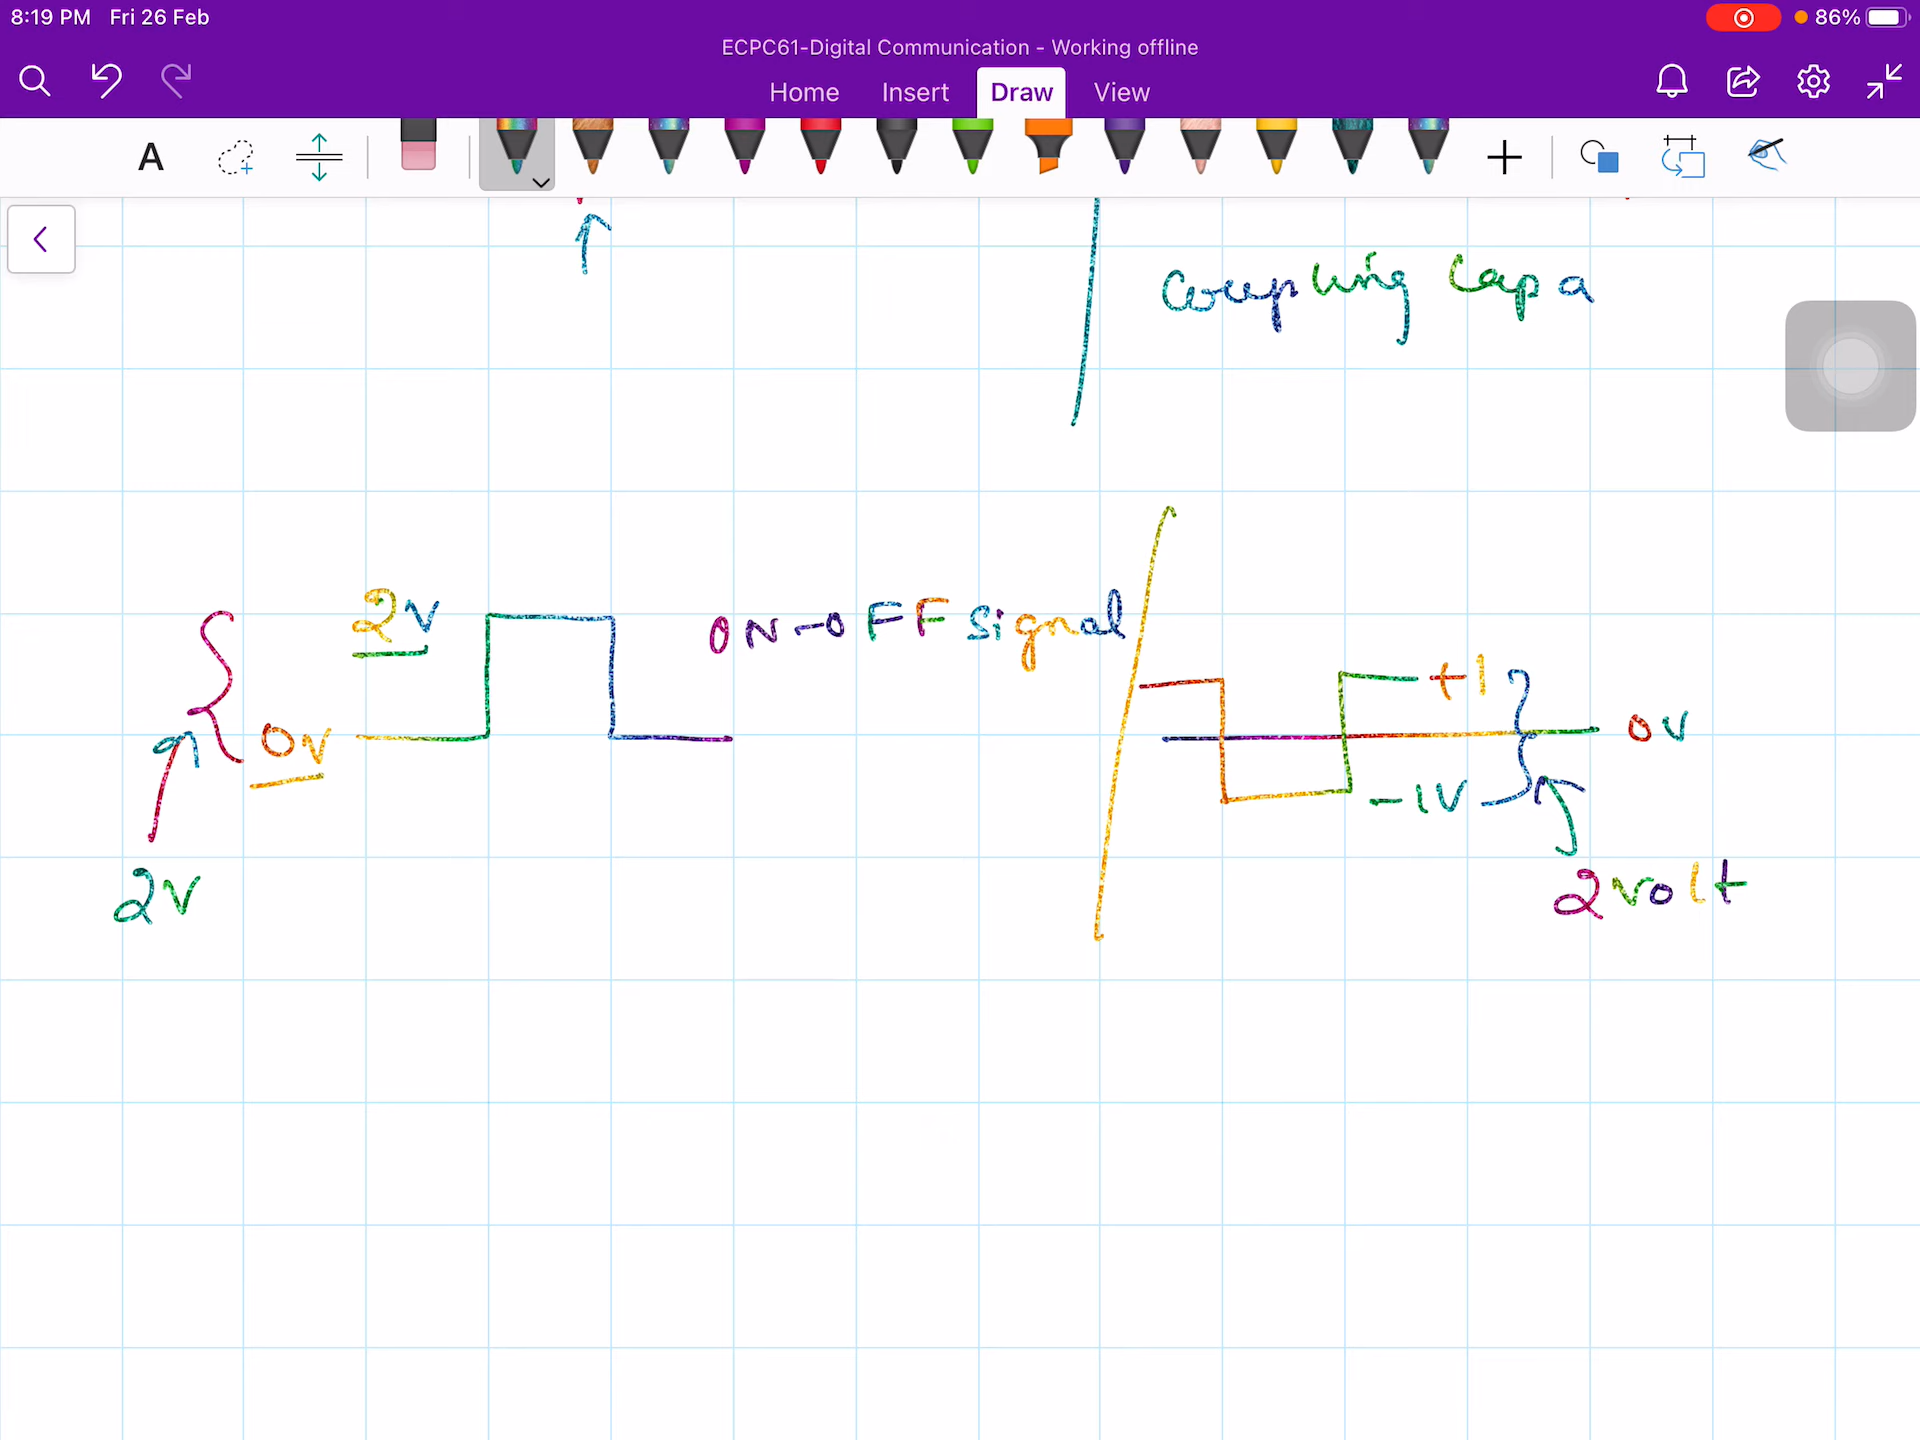 8:19 PM Fri 26 Feb
86%
ECPC61-Digital Communication - Working offline
Home Insert Draw View
A
Coupling Capa
2V
ON-OFF Signal
0V
+1
0V
-1V
2V
2volt